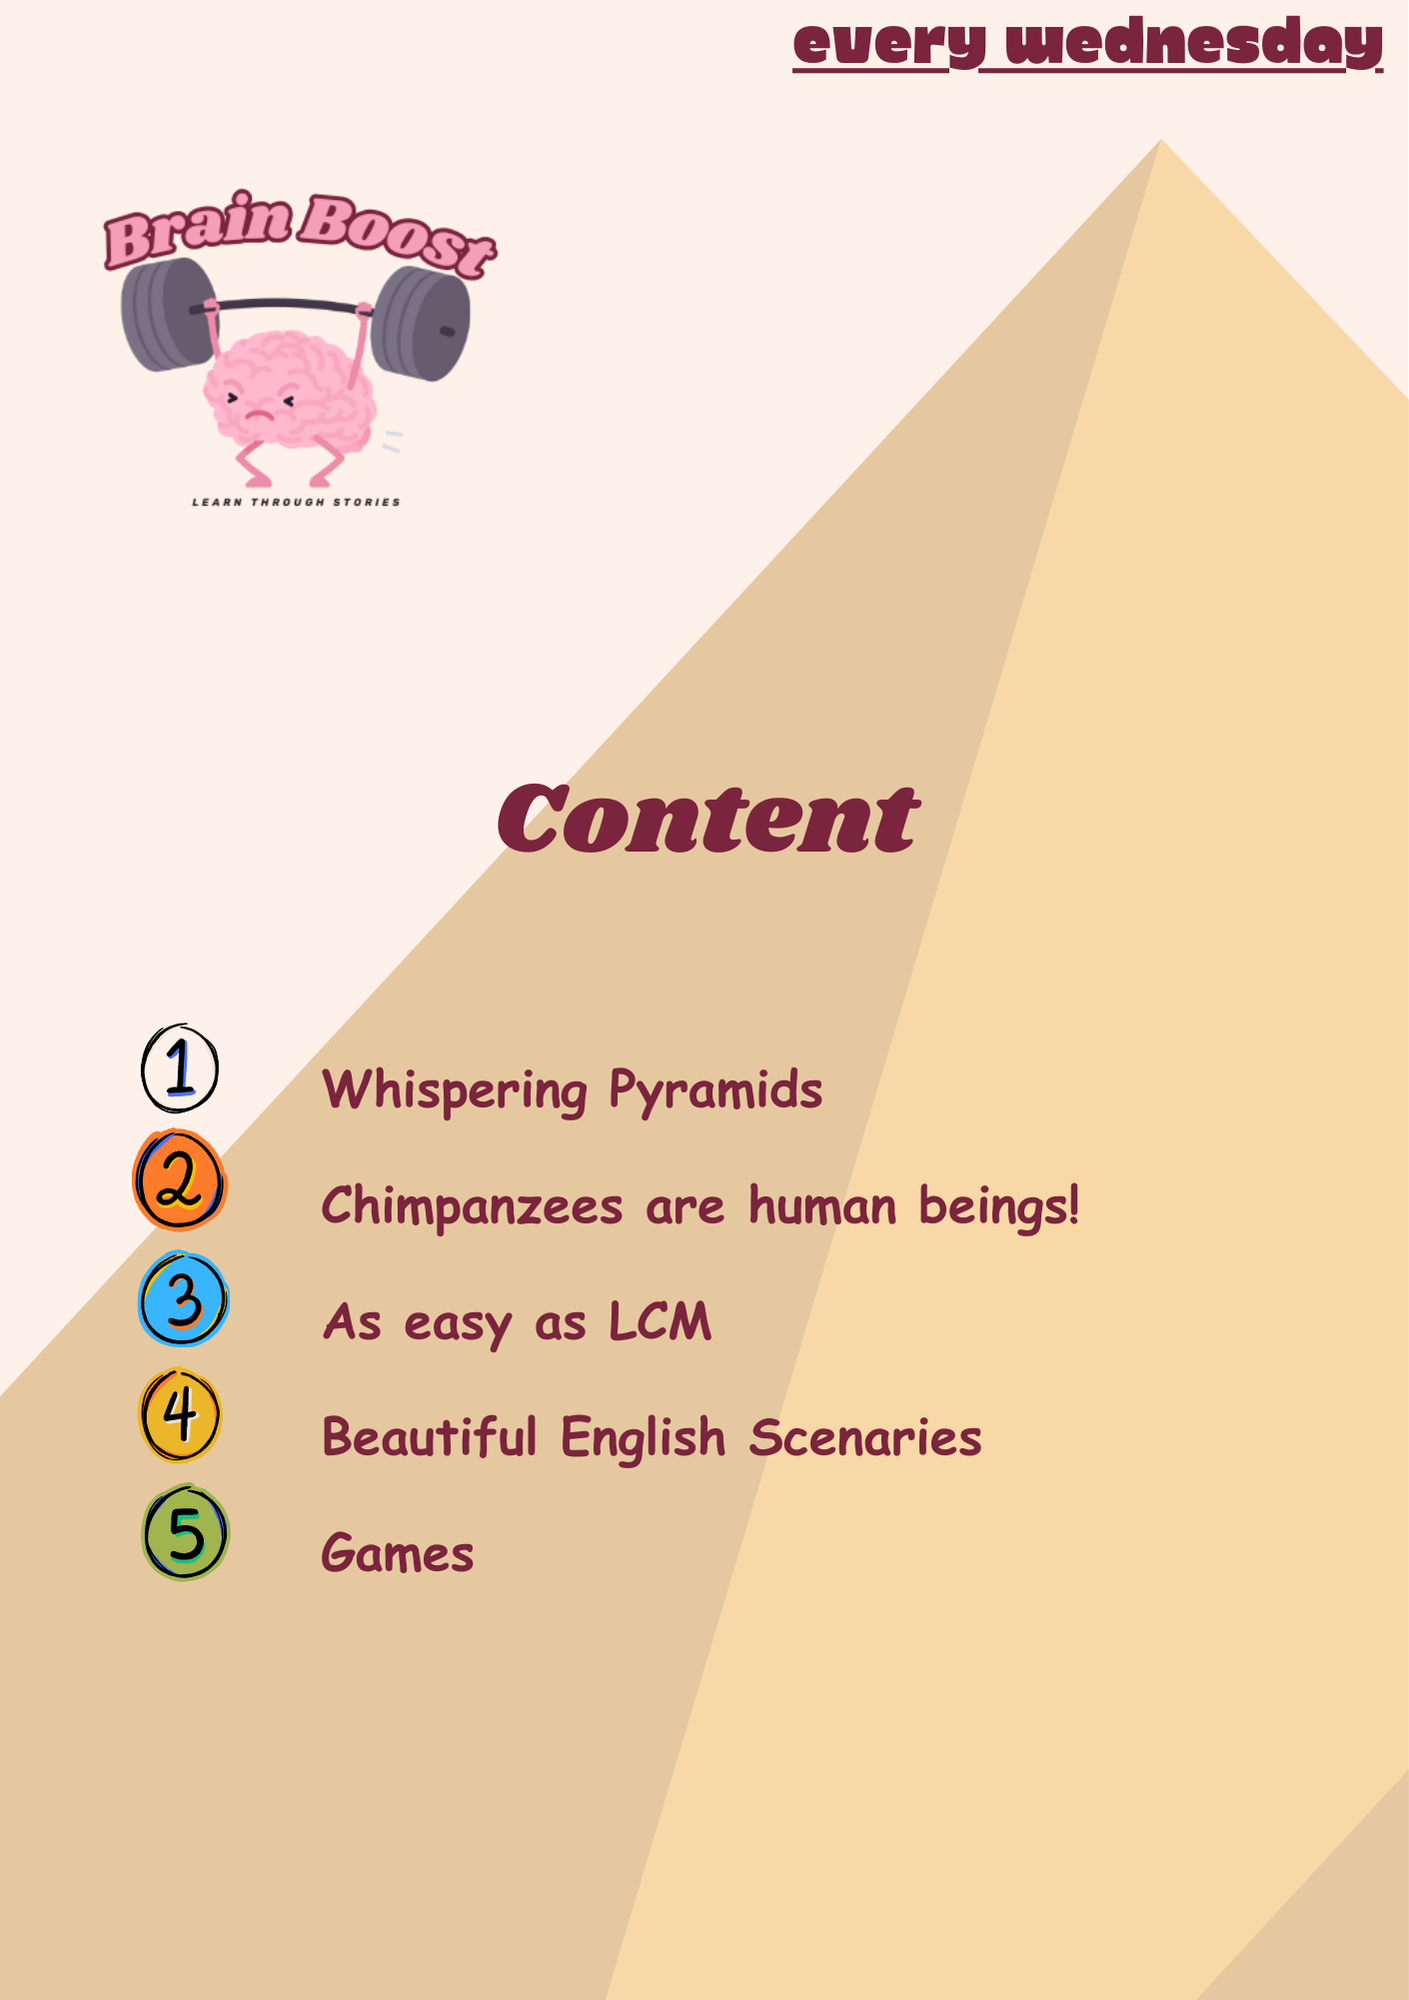 every wednesday
Brain Boost
LEARN THROUGH STORIES
Content
1 Whispering Pyramids
2 Chimpanzees are human beings!
3 As easy as LCM
4 Beautiful English Scenaries
5 Games